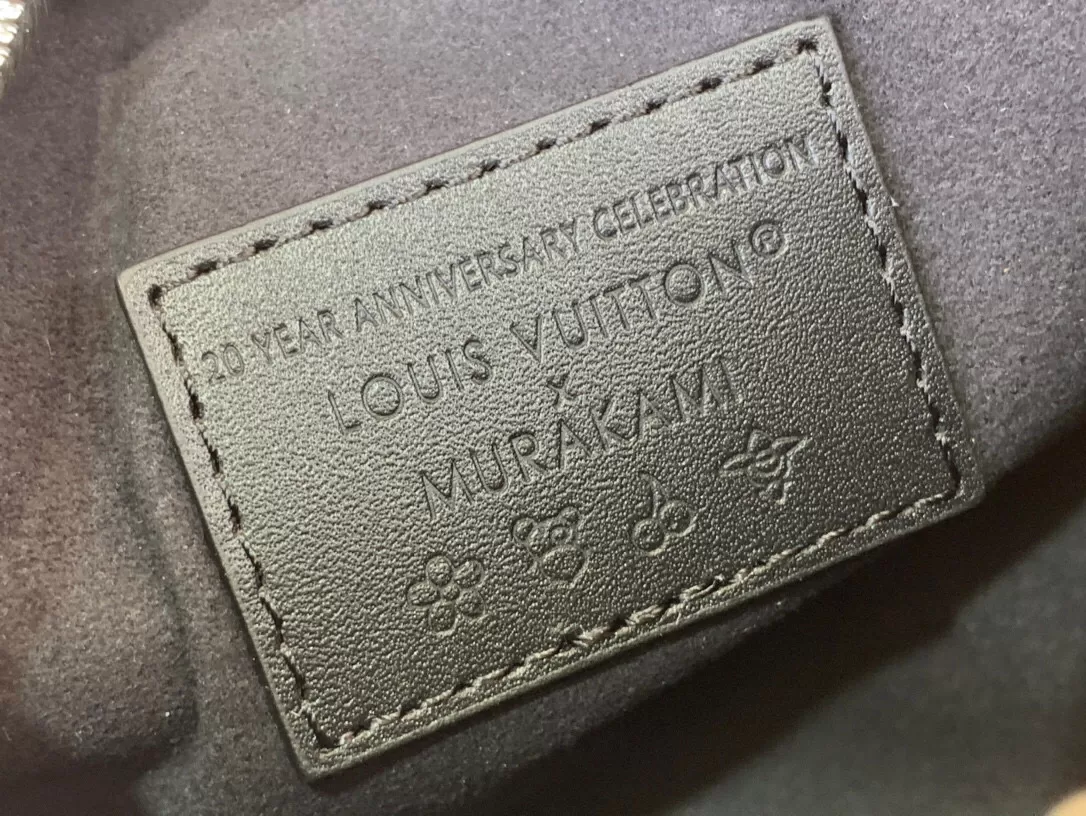 20-YEAR ANNIVERSARY CELEBRATION
LOUIS VUITTON®
X
MURAKAMI